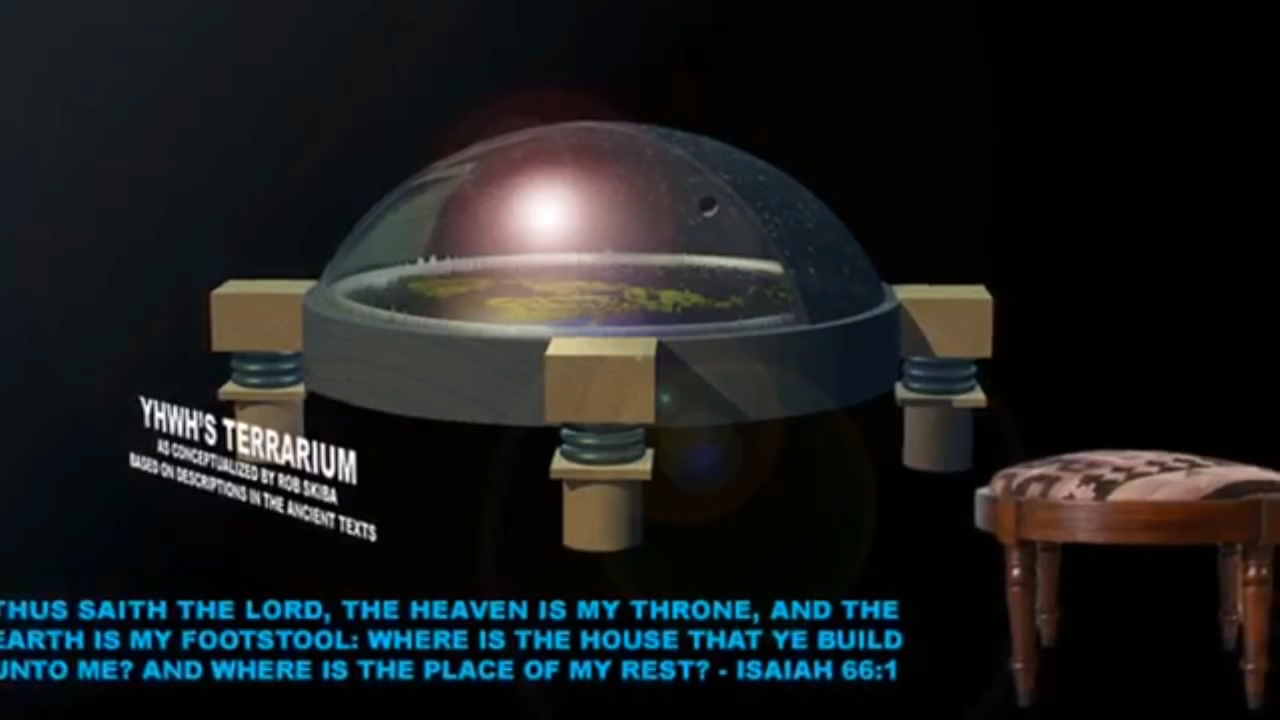 YHWH'S TERRARIUM
AS CONCEPTUALIZED BY ROB SKIBA
BASED ON DESCRIPTIONS IN THE ANCIENT TEXTS
THUS SAITH THE LORD, THE HEAVEN IS MY THRONE, AND THE
EARTH IS MY FOOTSTOOL: WHERE IS THE HOUSE THAT YE BUILD
UNTO ME? AND WHERE IS THE PLACE OF MY REST? - ISAIAH 66:1